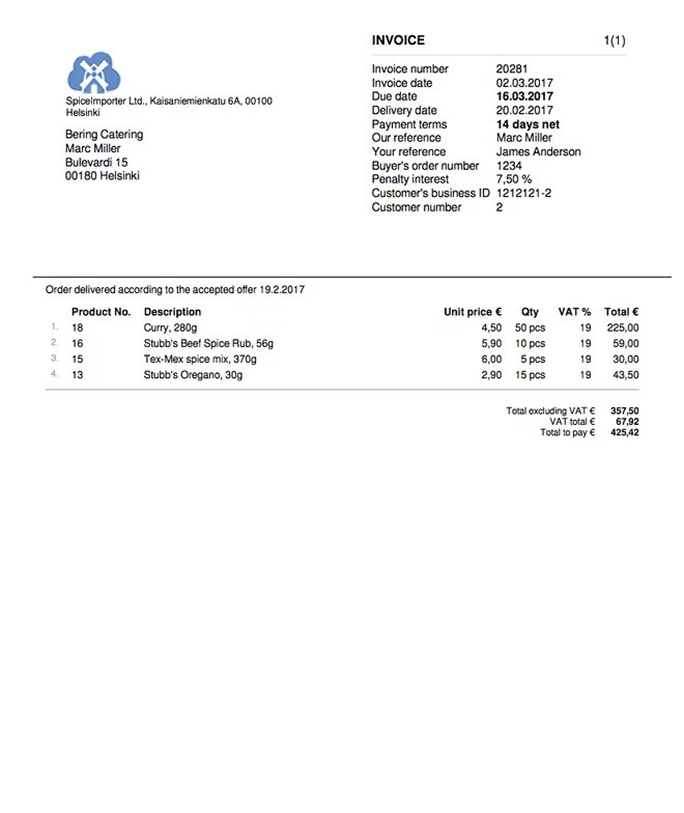 INVOICE 1(1)
SpiceImporter Ltd., Kaisaniemienkatu 6A, 00100
Helsinki
Bering Catering
Marc Miller
Bulevardi 15
00180 Helsinki
Invoice number 20281
Invoice date 02.03.2017
Due date 16.03.2017
Delivery date 20.02.2017
Payment terms 14 days net
Our reference Marc Miller
Your reference James Anderson
Buyer's order number 1234
Penalty interest 7,50 %
Customer's business ID 1212121-2
Customer number 2
Order delivered according to the accepted offer 19.2.2017
Product No. Description Unit price € Qty VAT % Total €
1. 18 Curry, 280g 4,50 50 pcs 19 225,00
2. 16 Stubb's Beef Spice Rub, 56g 5,90 10 pcs 19 59,00
3. 15 Tex-Mex spice mix, 370g 6,00 5 pcs 19 30,00
4. 13 Stubb's Oregano, 30g 2,90 15 pcs 19 43,50
Total excluding VAT € 357,50
VAT total € 67,92
Total to pay € 425,42